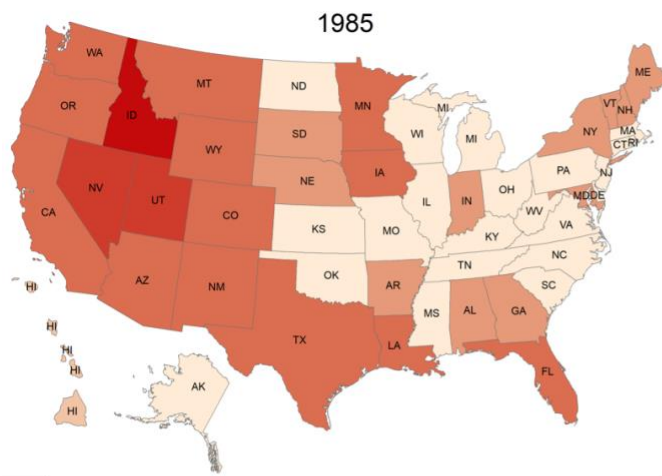 1985
WA
MT
ND
MN
ME
VT
NH
OR
ID
SD
WI
MI
MI
NY
MA
CT
RI
WY
IA
PA
NJ
NE
NV
UT
IL
IN
OH
MD
DE
CA
CO
WV
VA
KS
MO
KY
NC
TN
AZ
NM
OK
AR
SC
HI
MS
AL
GA
HI
TX
LA
HI
HI
FL
AK
HI